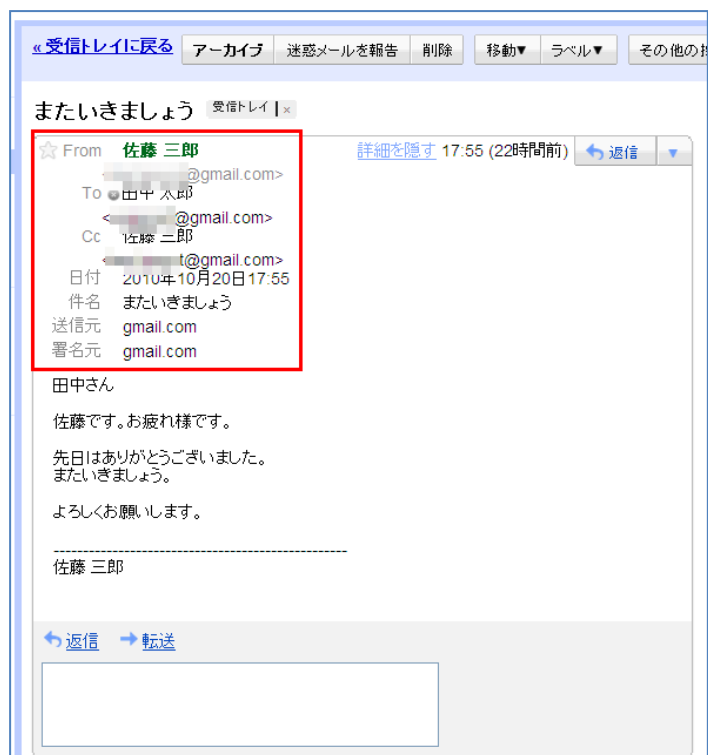 «受信トレイに戻る アーカイブ 迷惑メールを報告 削除 移動▼ ラベル▼ その他の
またいきましょう 受信トレイ | ×
From 佐藤 三郎 詳細を隠す 17:55 (22時間前) 返信 ▼
@gmail.com>
To 田中 太郎
< @gmail.com>
Cc 佐藤 三郎
< t@gmail.com>
日付 2010年10月20日17:55
件名 またいきましょう
送信元 gmail.com
署名元 gmail.com
田中さん
佐藤です。お疲れ様です。
先日はありがとうございました。
またいきましょう。
よろしくお願いします。
-------------------------------------------------
佐藤 三郎
返信 転送